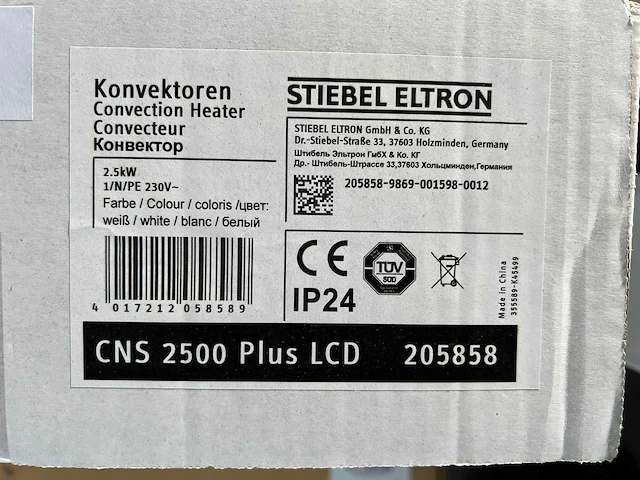 Konvektoren
Convection Heater
Convecteur
Конвектор
2.5kW
1/N/PE 230V~
Farbe / Colour / coloris /цвет:
weiß / white / blanc / белый
4 017212 058589
STIEBEL ELTRON
STIEBEL ELTRON GmbH & Co. KG
Dr.-Stiebel-Straße 33, 37603 Holzminden, Germany
Штибель Эльтрон ГмбХ & Ко. КГ
Др.- Штибель-Штрассе 33,37603 Хольцминден,Германия
205858-9869-001598-0012
CE
TÜV
SÜD
IP24
Made in China
355589-K45499
CNS 2500 Plus LCD 205858